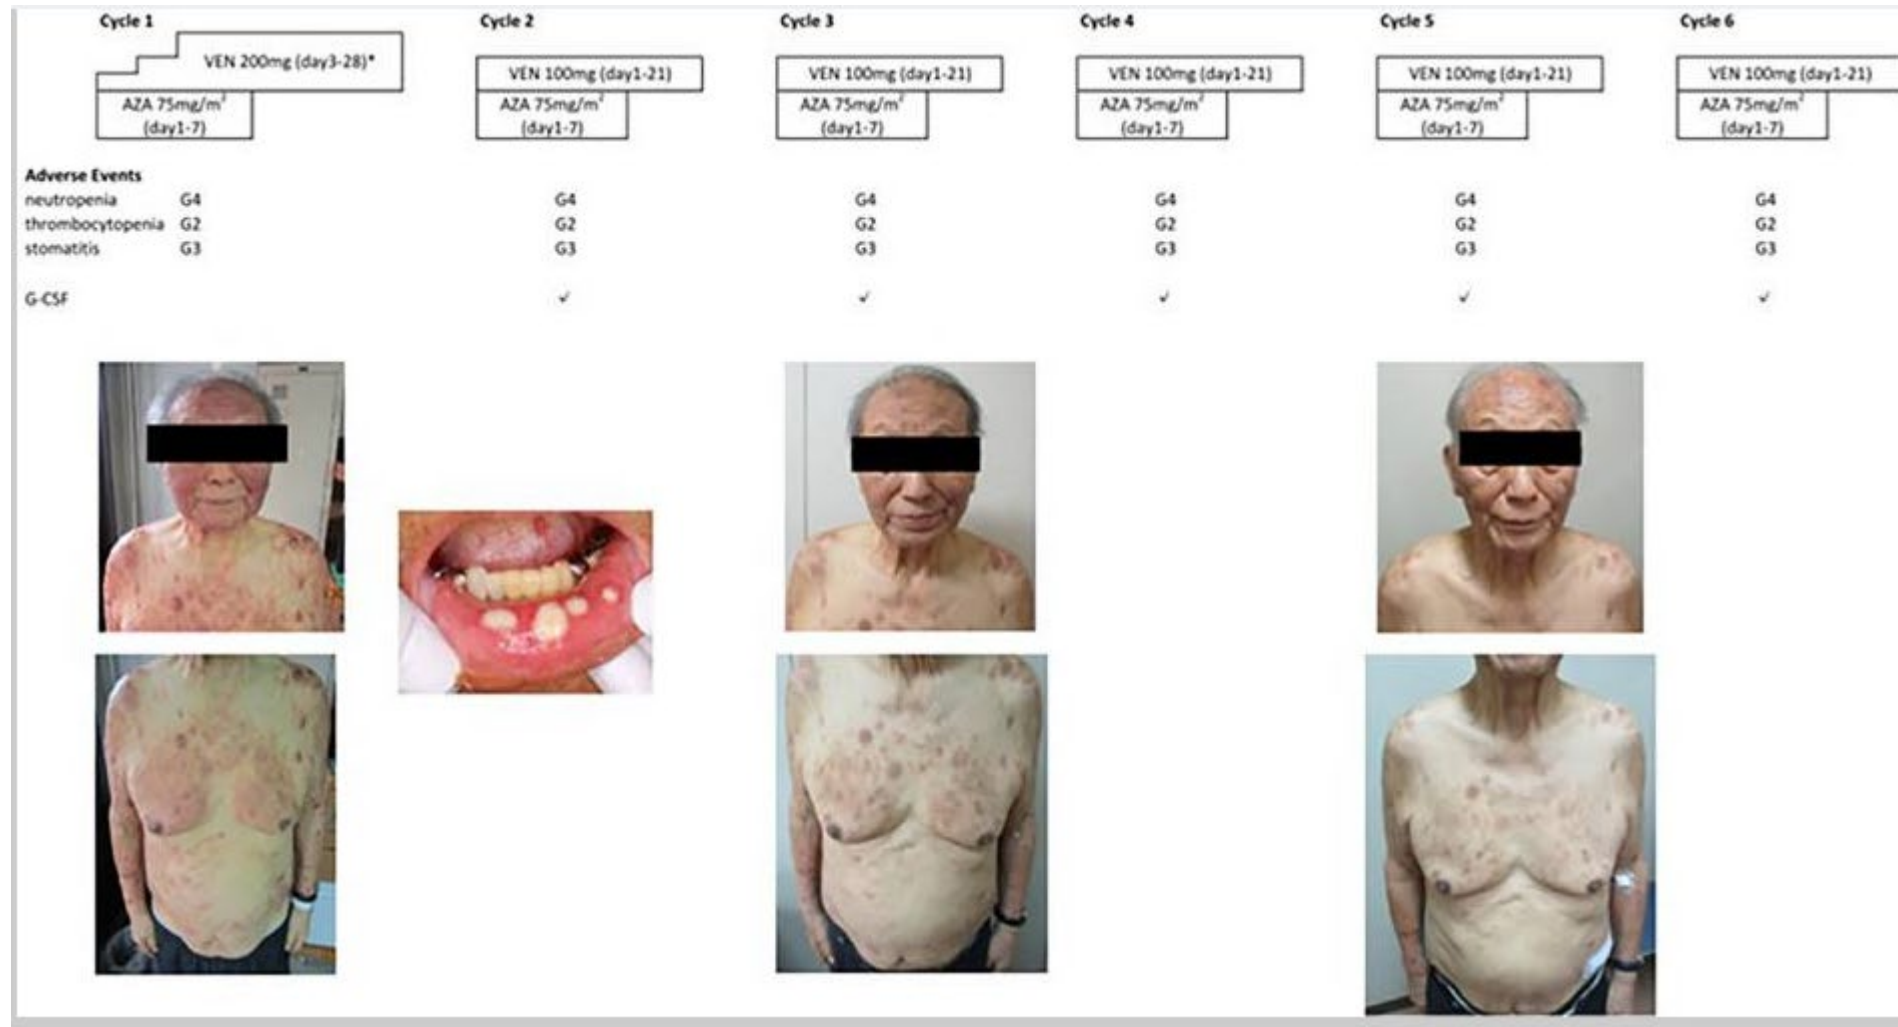 Cycle 1 Cycle 2 Cycle 3 Cycle 4 Cycle 5 Cycle 6
VEN 200mg (day3-28)*
VEN 100mg (day1-21) VEN 100mg (day1-21) VEN 100mg (day1-21) VEN 100mg (day1-21) VEN 100mg (day1-21)
AZA 75mg/m² AZA 75mg/m² AZA 75mg/m² AZA 75mg/m² AZA 75mg/m² AZA 75mg/m²
(day1-7) (day1-7) (day1-7) (day1-7) (day1-7) (day1-7)
Adverse Events
neutropenia G4 G4 G4 G4 G4 G4
thrombocytopenia G2 G2 G2 G2 G2 G2
stomatitis G3 G3 G3 G3 G3 G3
G-CSF ✓ ✓ ✓ ✓ ✓